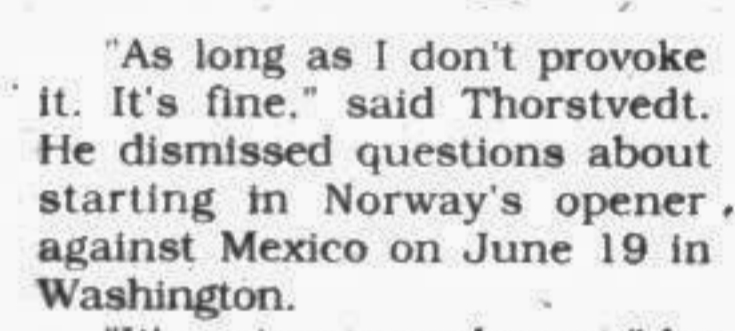 "As long as I don't provoke
it. It's fine." said Thorstvedt.
He dismissed questions about
starting in Norway's opener
against Mexico on June 19 in
Washington.